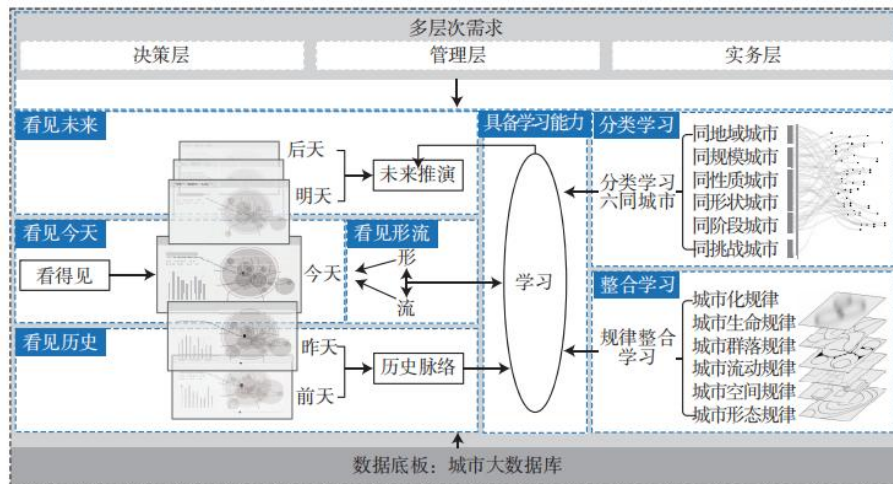 多层次需求
决策层
管理层
实务层
看见未来
后天
明天
未来推演
看见今天
看得见
今天
看见形流
形
流
看见历史
昨天
前天
历史脉络
具备学习能力
学习
分类学习
分类学习
六同城市
同地域城市
同规模城市
同性质城市
同形状城市
同阶段城市
同挑战城市
整合学习
规律整合
学习
城市化规律
城市生命规律
城市群落规律
城市流动规律
城市空间规律
城市形态规律
数据底板：城市大数据库